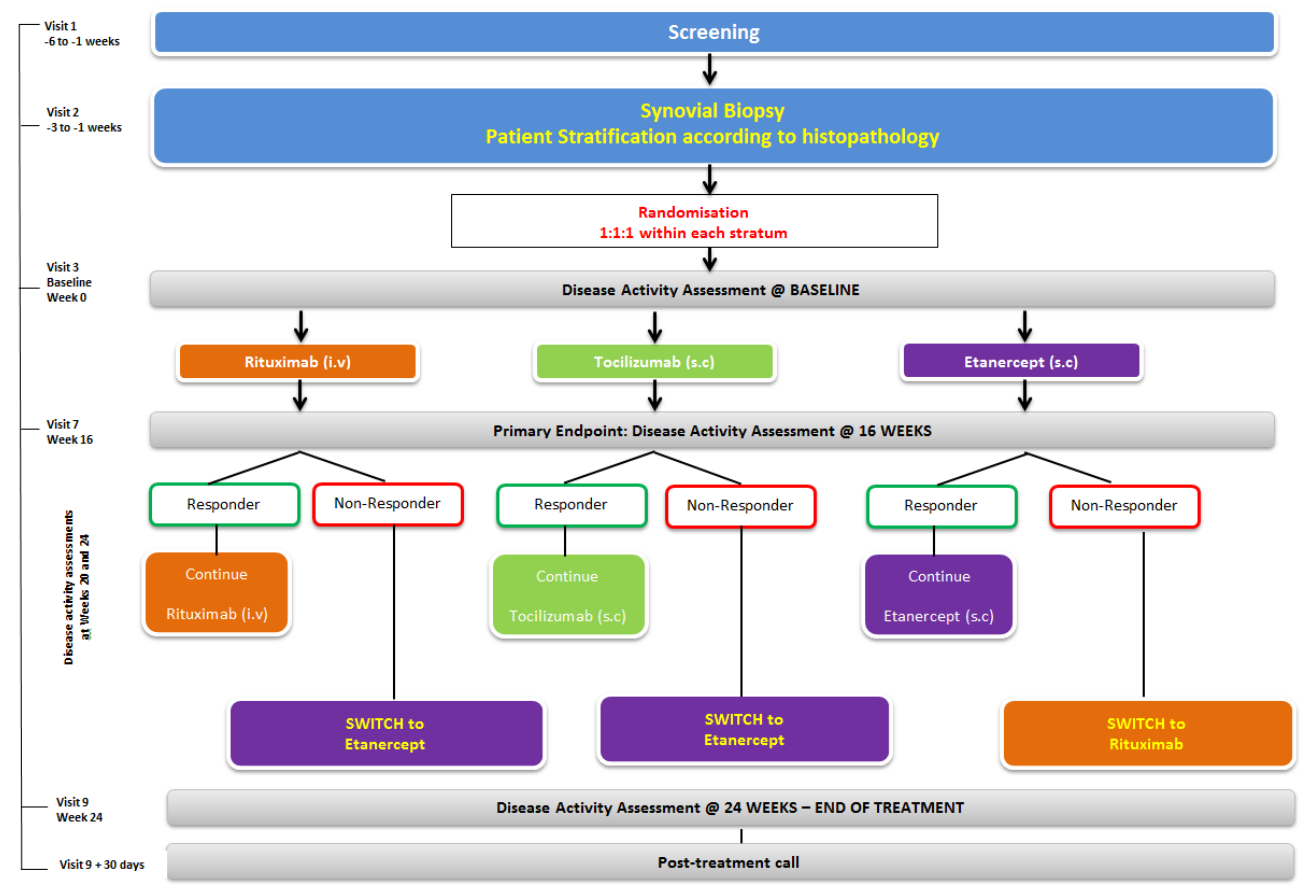 Visit 1
-6 to -1 weeks
Screening
Visit 2
-3 to -1 weeks
Synovial Biopsy
Patient Stratification according to histopathology
Randomisation
1:1:1 within each stratum
Visit 3
Baseline
Week 0
Disease Activity Assessment @ BASELINE
Rituximab (i.v)
Tocilizumab (s.c)
Etanercept (s.c)
Visit 7
Week 16
Primary Endpoint: Disease Activity Assessment @ 16 WEEKS
Responder
Non-Responder
Responder
Non-Responder
Responder
Non-Responder
Disease activity assessments
at Weeks 20 and 24
Continue
Rituximab (i.v)
Continue
Tocilizumab (s.c)
Continue
Etanercept (s.c)
SWITCH to
Etanercept
SWITCH to
Etanercept
SWITCH to
Rituximab
Visit 9
Week 24
Disease Activity Assessment @ 24 WEEKS – END OF TREATMENT
Visit 9 + 30 days
Post-treatment call